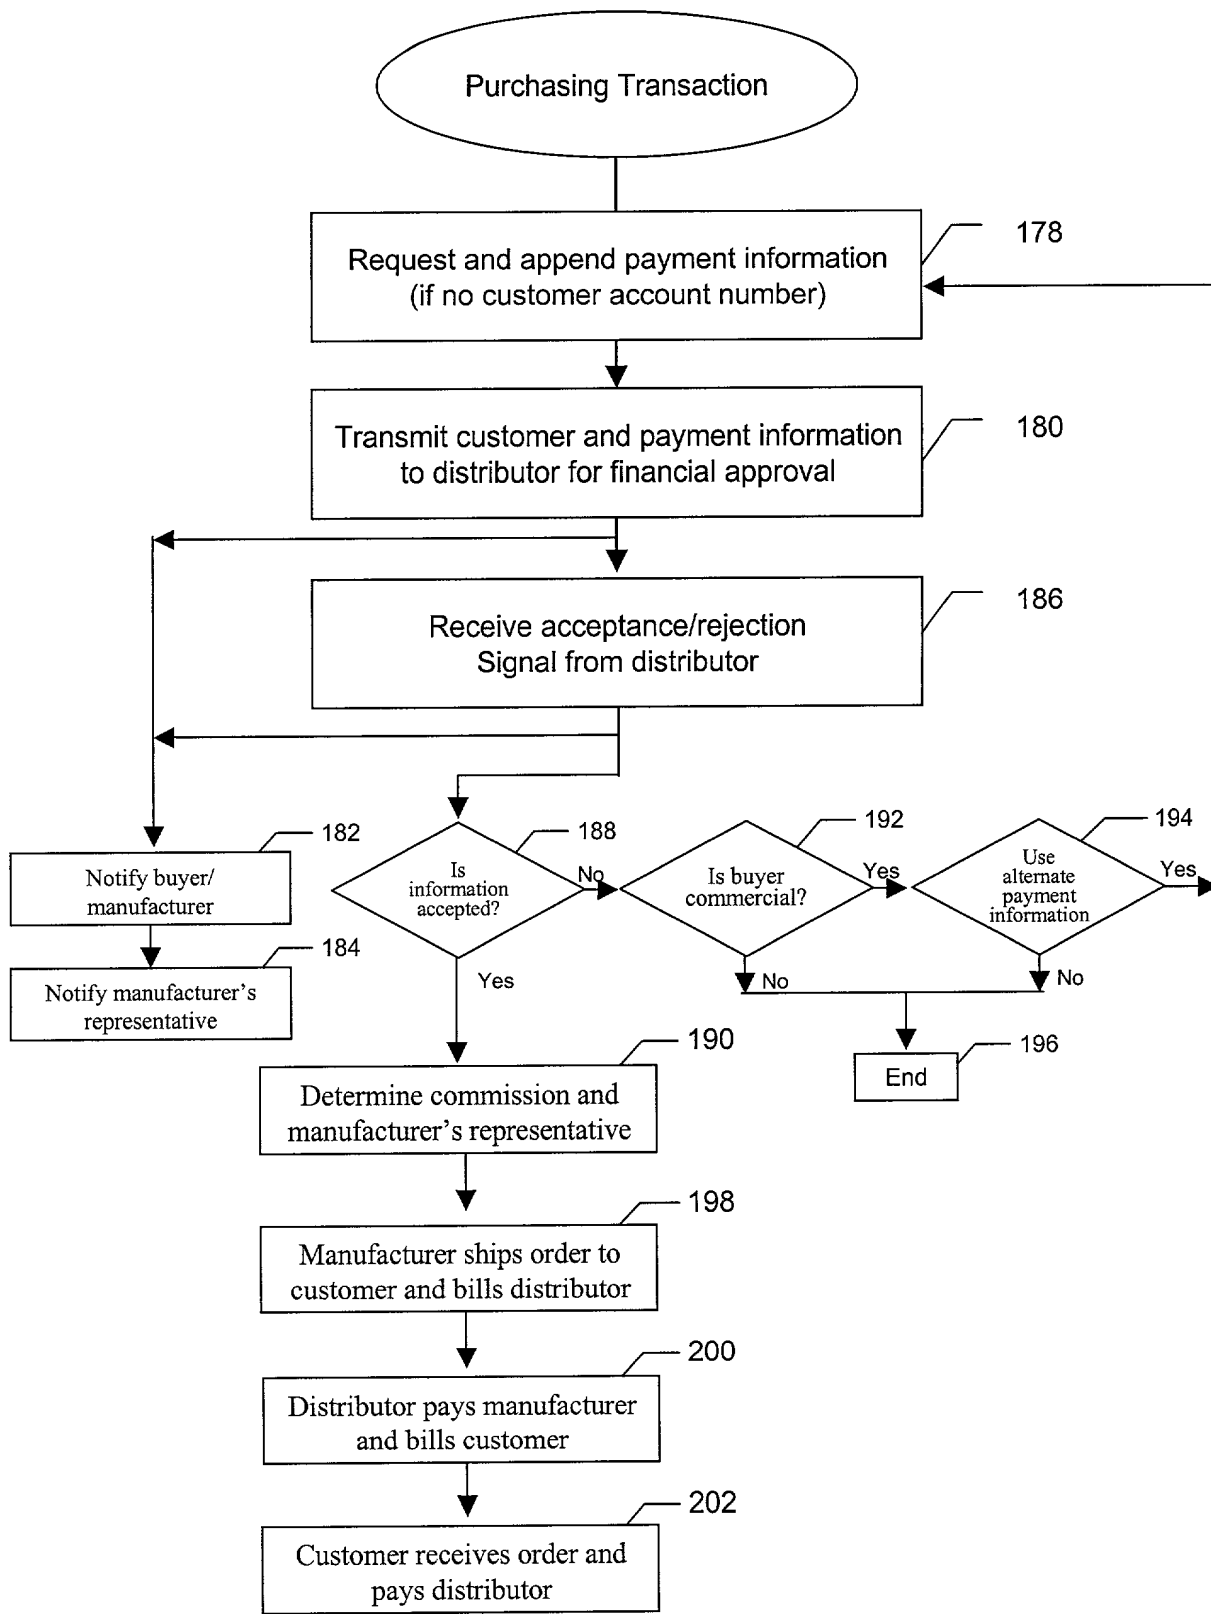 Purchasing Transaction
178
Request and append payment information
(if no customer account number)
180
Transmit customer and payment information
to distributor for financial approval
186
Receive acceptance/rejection
Signal from distributor
182
Notify buyer/
manufacturer
184
Notify manufacturer's
representative
188
Is
information
accepted?
No
Yes
192
Is buyer
commercial?
Yes
No
194
Use
alternate
payment
information
Yes
No
196
End
190
Determine commission and
manufacturer's representative
198
Manufacturer ships order to
customer and bills distributor
200
Distributor pays manufacturer
and bills customer
202
Customer receives order and
pays distributor